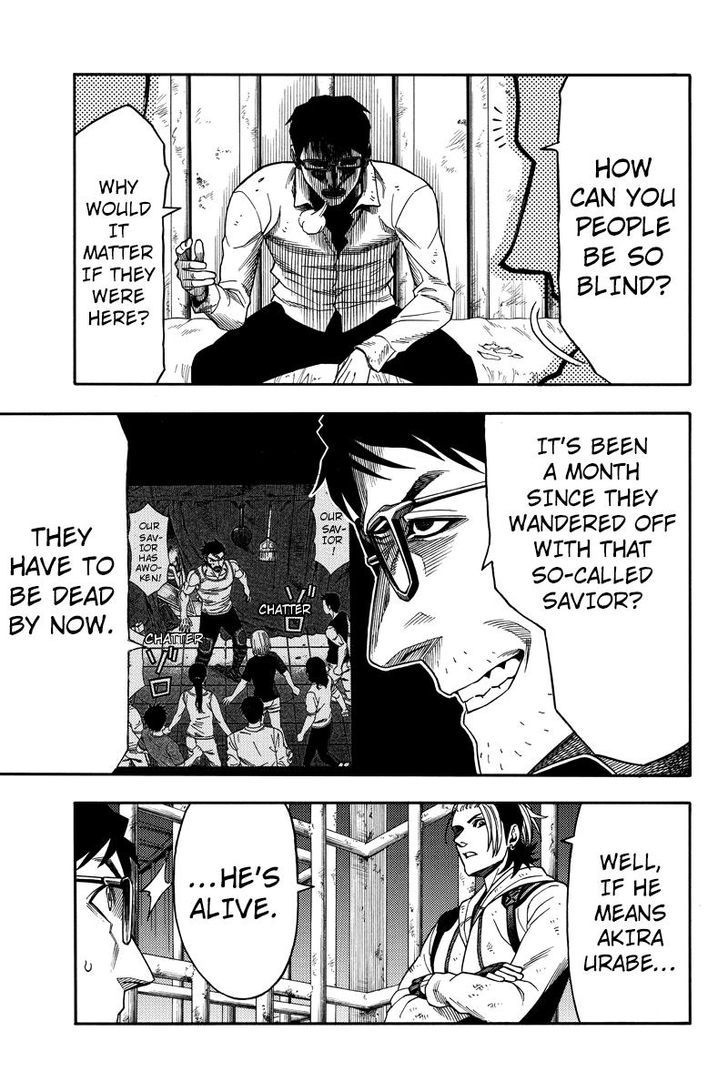 HOW
CAN YOU
PEOPLE
BE SO
BLIND?
WHY
WOULD
IT
MATTER
IF THEY
WERE
HERE?
IT'S BEEN
A MONTH
SINCE THEY
WANDERED OFF
WITH THAT
SO-CALLED
SAVIOR?
OUR
SAV-
IOR
!
OUR
SAV-
IOR
HAS
AWO-
KEN!
CHATTER
CHATTER
THEY
HAVE TO
BE DEAD
BY NOW.
WELL,
IF HE
MEANS
AKIRA
URABE...
...HE'S
ALIVE.